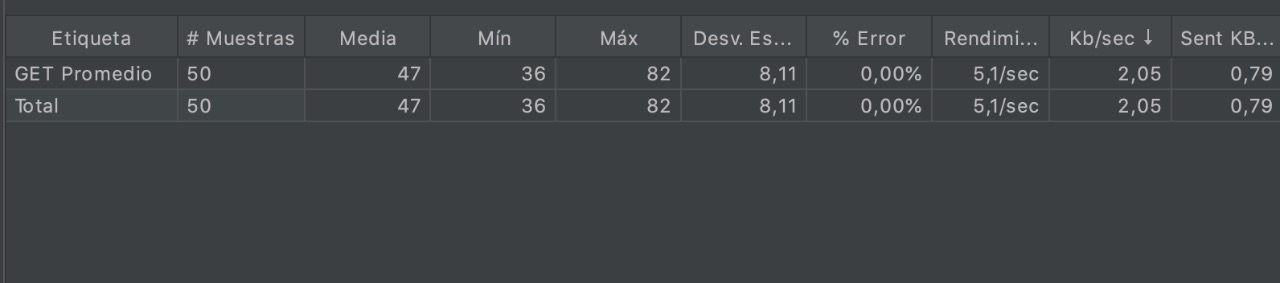 Etiqueta # Muestras Media Mín Máx Desv. Es... % Error Rendimi... Kb/sec ↓ Sent KB...
GET Promedio 50 47 36 82 8,11 0,00% 5,1/sec 2,05 0,79
Total 50 47 36 82 8,11 0,00% 5,1/sec 2,05 0,79